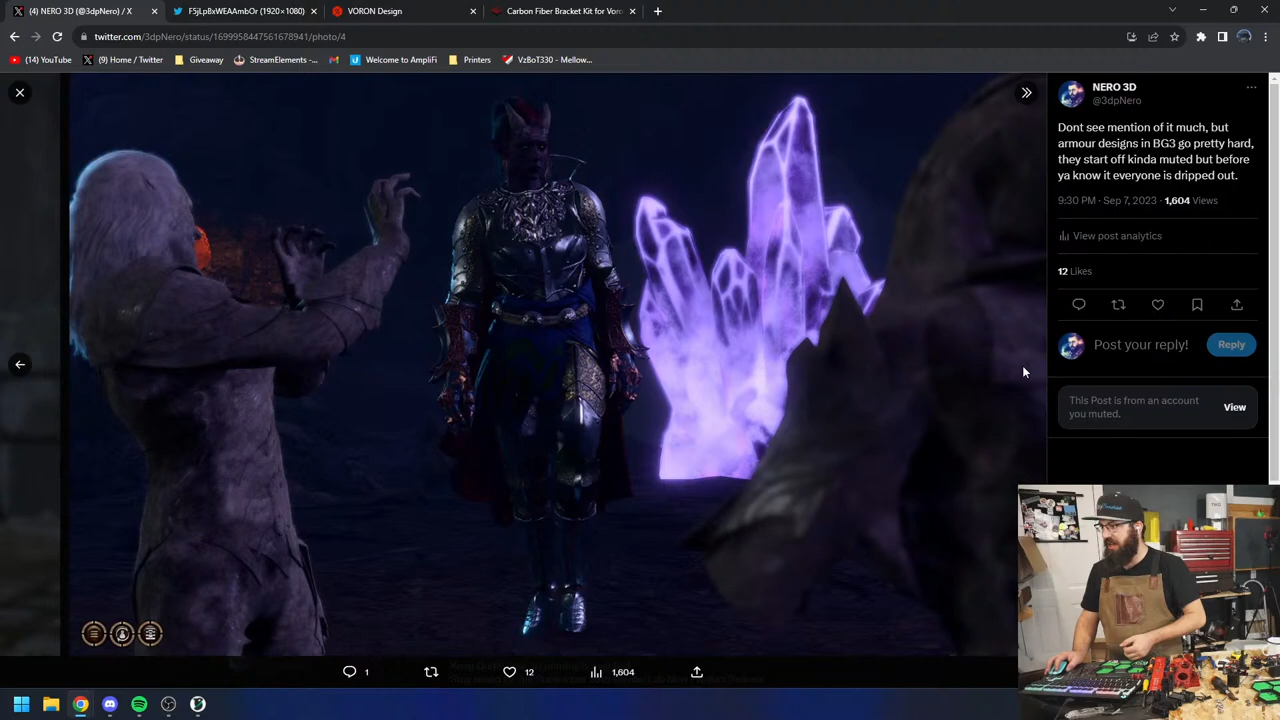 (4) NERO 3D (@3dpNero) / X
F5jLpBxWEAAmbOr (1920×1080)
VORON Design
Carbon Fiber Bracket Kit for Voro
twitter.com/3dpNero/status/1699958447561678941/photo/4
(14) YouTube
(9) Home / Twitter
Giveaway
StreamElements -...
Welcome to AmpliFi
Printers
VzBoT330 - Mellow...
NERO 3D
@3dpNero
Dont see mention of it much, but
armour designs in BG3 go pretty hard,
they start off kinda muted but before
ya know it everyone is dripped out.
9:30 PM · Sep 7, 2023 · 1,604 Views
View post analytics
12 Likes
Post your reply!
Reply
This Post is from an account
you muted.
View
1
12
1,604